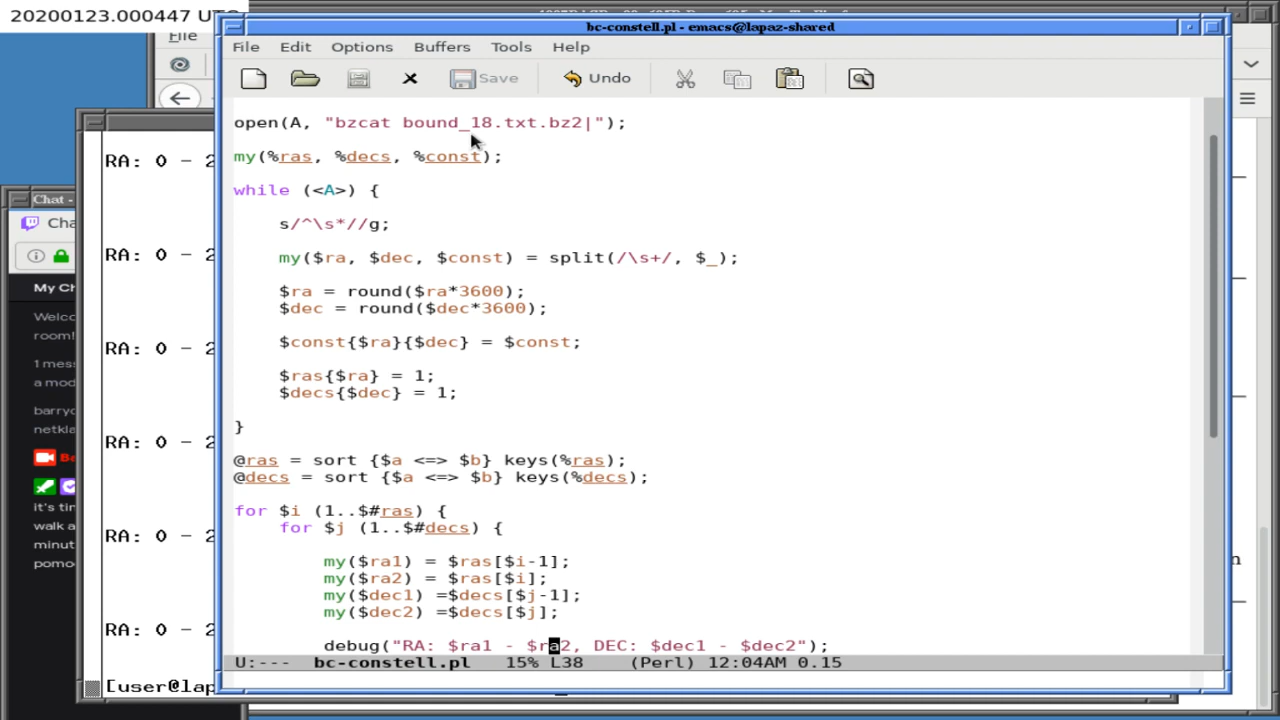 20200123.000447 UTC
bc-constell.pl - emacs@lapaz-shared
File
File Edit Options Buffers Tools Help
Save Undo
open(A, "bzcat bound_18.txt.bz2|");
my(%ras, %decs, %const);
while (<A>) {
s/^\s*//g;
my($ra, $dec, $const) = split(/\s+/, $_);
$ra = round($ra*3600);
$dec = round($dec*3600);
$const{$ra}{$dec} = $const;
$ras{$ra} = 1;
$decs{$dec} = 1;
}
@ras = sort {$a <=> $b} keys(%ras);
@decs = sort {$a <=> $b} keys(%decs);
for $i (1..$#ras) {
for $j (1..$#decs) {
my($ra1) = $ras[$i-1];
my($ra2) = $ras[$i];
my($dec1) =$decs[$j-1];
my($dec2) =$decs[$j];
debug("RA: $ra1 - $ra2, DEC: $dec1 - $dec2");
U:--- bc-constell.pl 15% L38 (Perl) 12:04AM 0.15
RA: 0 - 2
RA: 0 - 2
RA: 0 - 2
RA: 0 - 2
RA: 0 - 2
RA: 0 - 2
[user@lap
Chat -
Cha
My Ch
Welco
room!
1 mess
a mod
barryc
netkla
Ba
it's tim
walk a
minut
pomo